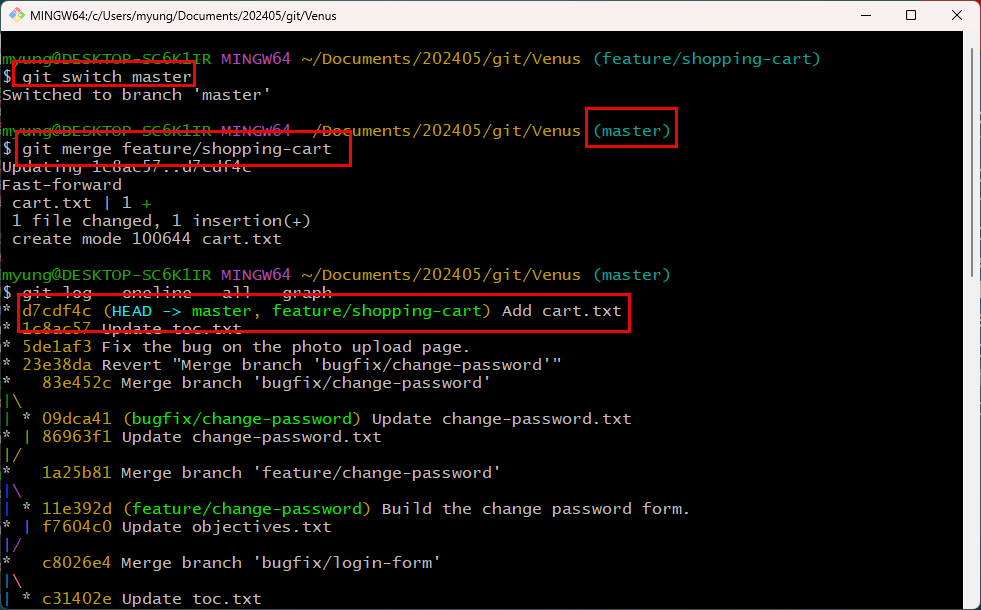 MINGW64:/c/Users/myung/Documents/202405/git/Venus
myung@DESKTOP-SC6K1IR MINGW64 ~/Documents/202405/git/Venus (feature/shopping-cart)
$ git switch master
Switched to branch 'master'
myung@DESKTOP-SC6K1IR MINGW64 ~/Documents/202405/git/Venus (master)
$ git merge feature/shopping-cart
Updating 1c8ac57..d7cdf4c
Fast-forward
 cart.txt | 1 +
 1 file changed, 1 insertion(+)
 create mode 100644 cart.txt
myung@DESKTOP-SC6K1IR MINGW64 ~/Documents/202405/git/Venus (master)
$ git log --oneline --all --graph
* d7cdf4c (HEAD -> master, feature/shopping-cart) Add cart.txt
* 1c8ac57 Update toc.txt
* 5de1af3 Fix the bug on the photo upload page.
* 23e38da Revert "Merge branch 'bugfix/change-password'"
*   83e452c Merge branch 'bugfix/change-password'
|\
| * 09dca41 (bugfix/change-password) Update change-password.txt
* | 86963f1 Update change-password.txt
|/
*   1a25b81 Merge branch 'feature/change-password'
|\
| * 11e392d (feature/change-password) Build the change password form.
* | f7604c0 Update objectives.txt
|/
*   c8026e4 Merge branch 'bugfix/login-form'
|\
| * c31402e Update toc.txt